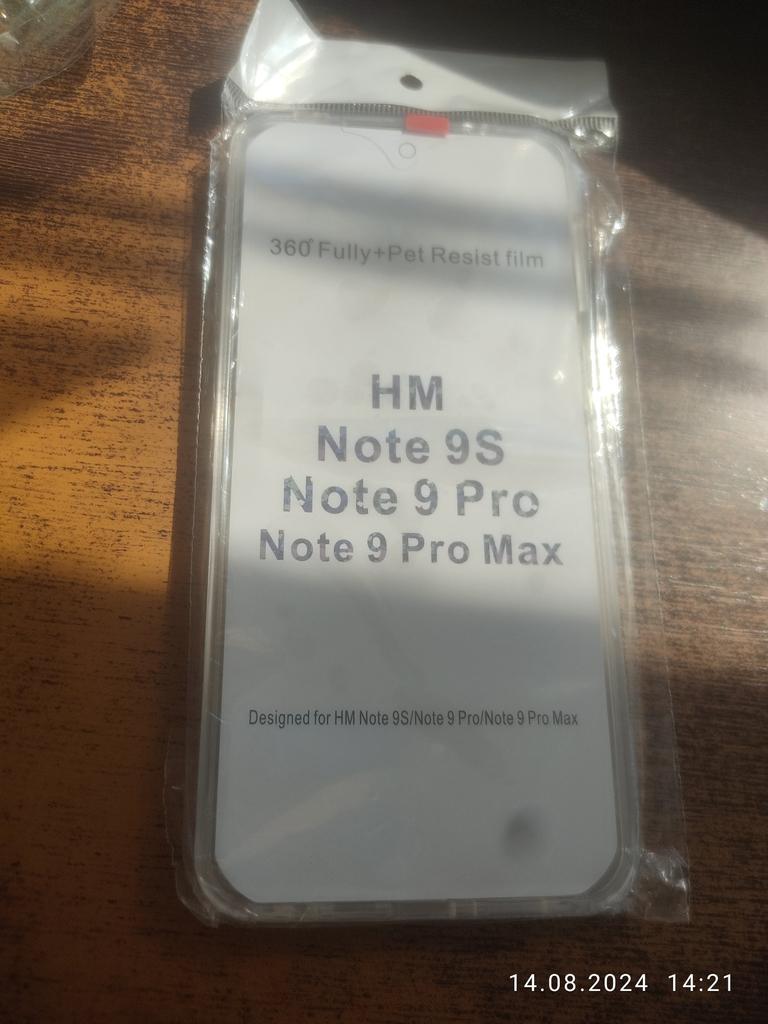 360° Fully+Pet Resist film
HM
Note 9S
Note 9 Pro
Note 9 Pro Max
Designed for HM Note 9S/Note 9 Pro/Note 9 Pro Max
14.08.2024 14:21